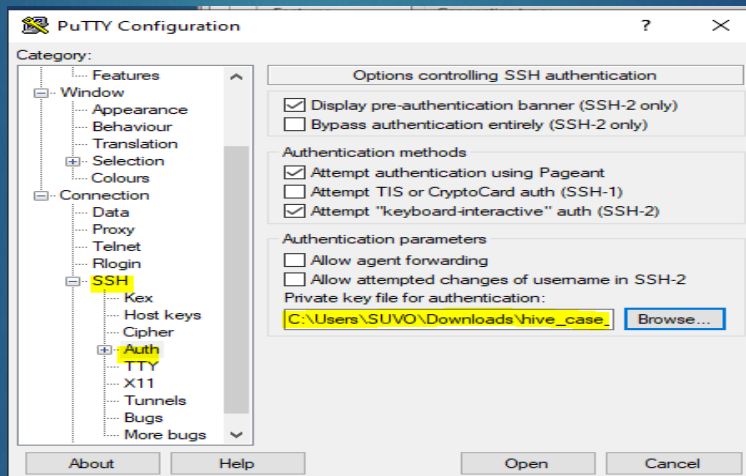 PuTTY Configuration
?
Category:
Features
Window
Appearance
Behaviour
Translation
Selection
Colours
Connection
Data
Proxy
Telnet
Rlogin
SSH
Kex
Host keys
Cipher
Auth
TTY
X11
Tunnels
Bugs
More bugs
Options controlling SSH authentication
Display pre-authentication banner (SSH-2 only)
Bypass authentication entirely (SSH-2 only)
Authentication methods
Attempt authentication using Pageant
Attempt TIS or CryptoCard auth (SSH-1)
Attempt "keyboard-interactive" auth (SSH-2)
Authentication parameters
Allow agent forwarding
Allow attempted changes of username in SSH-2
Private key file for authentication:
C:\Users\SUVO\Downloads\hive_case_
Browse...
About
Help
Open
Cancel